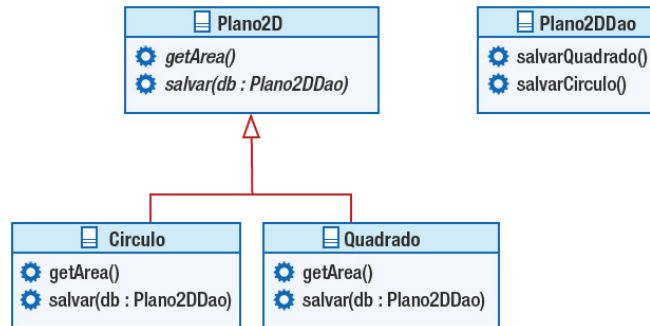 Plano2D
getArea()
salvar(db : Plano2DDao)
Plano2DDao
salvarQuadrado()
salvarCirculo()
Circulo
getArea()
salvar(db : Plano2DDao)
Quadrado
getArea()
salvar(db : Plano2DDao)